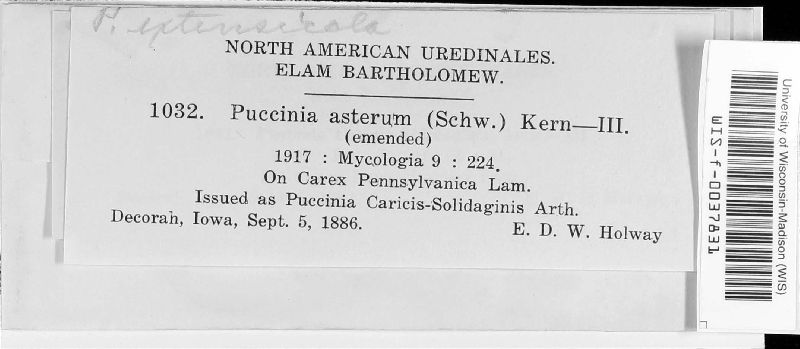 P. extensicola
NORTH AMERICAN UREDINALES.
ELAM BARTHOLOMEW.
1032. Puccinia asterum (Schw.) Kern—III.
(emended)
1917 : Mycologia 9 : 224.
On Carex Pennsylvanica Lam.
Issued as Puccinia Caricis-Solidaginis Arth.
Decorah, Iowa, Sept. 5, 1886. E. D. W. Holway
University of Wisconsin-Madison (WIS)
WIS-f-0037831